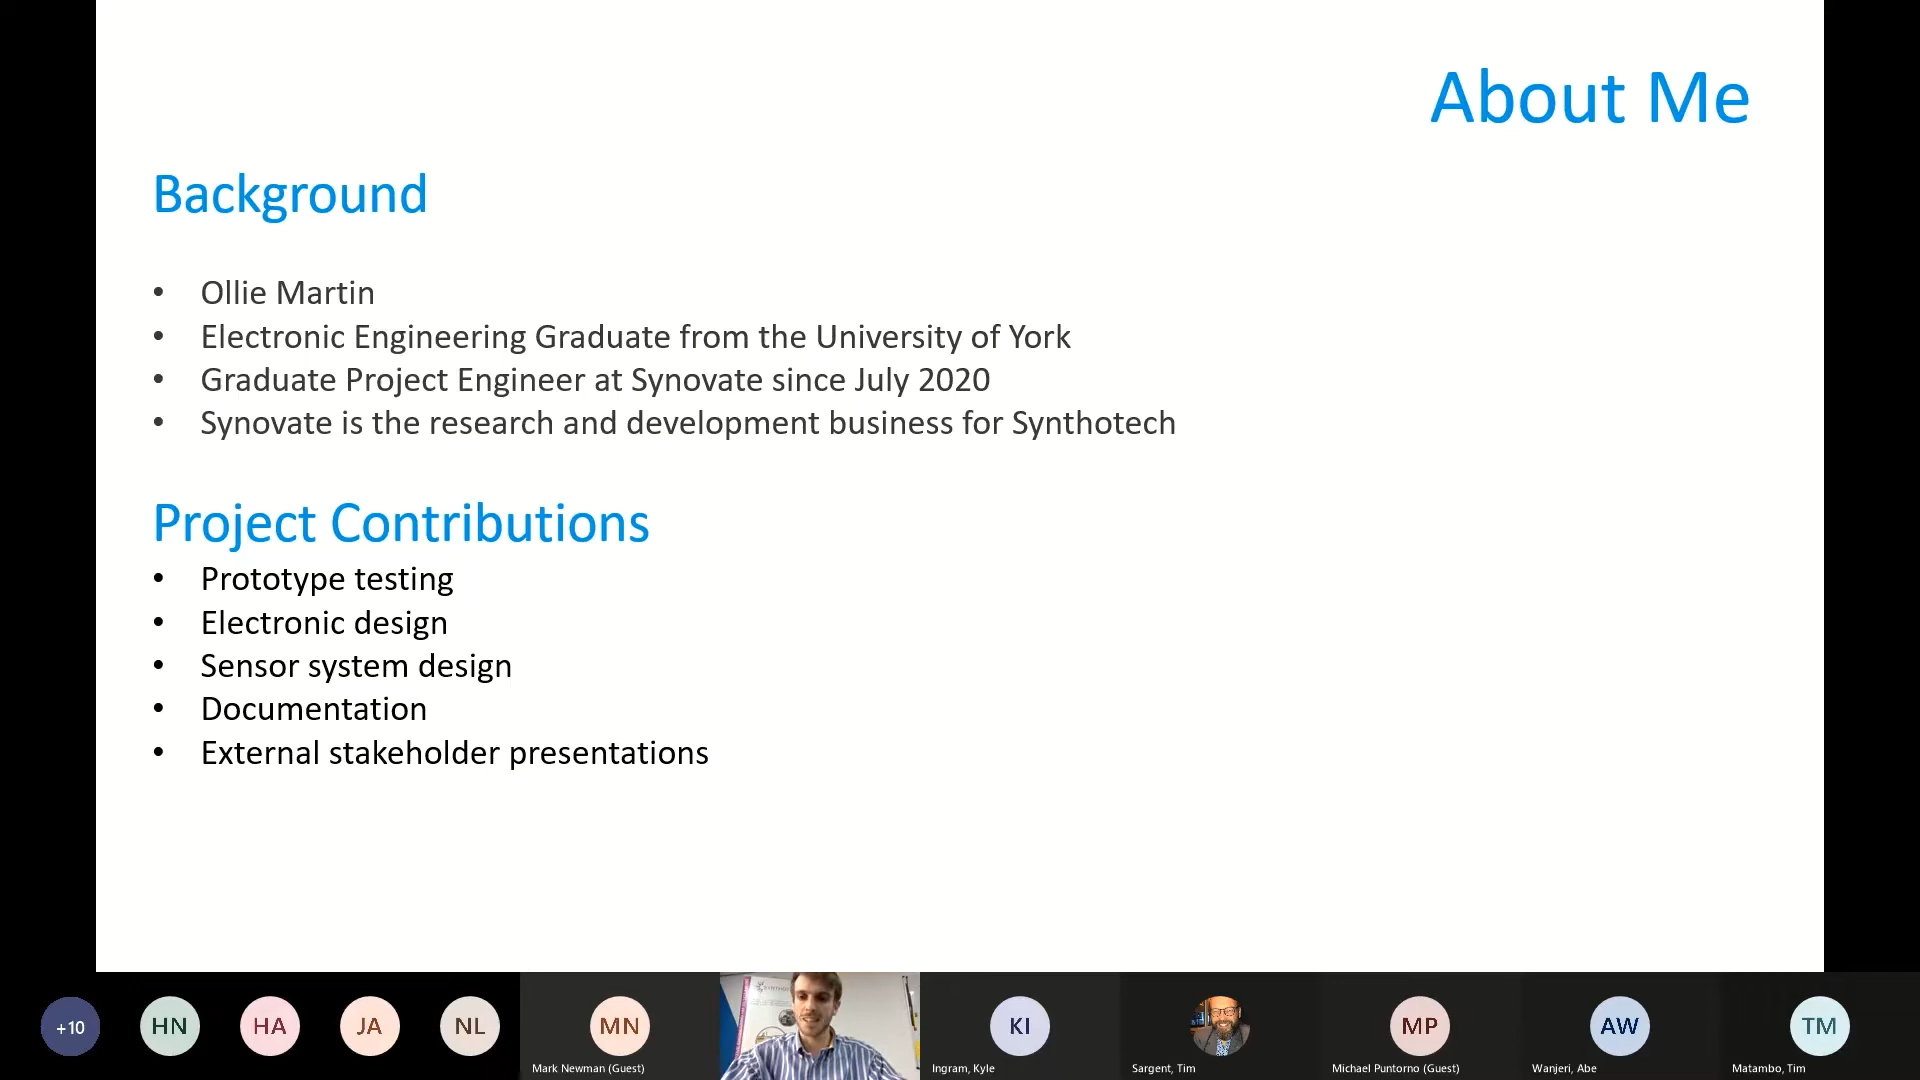 About Me
Background
• Ollie Martin
• Electronic Engineering Graduate from the University of York
• Graduate Project Engineer at Synovate since July 2020
• Synovate is the research and development business for Synthotech
Project Contributions
• Prototype testing
• Electronic design
• Sensor system design
• Documentation
• External stakeholder presentations
+10
HN
HA
JA
NL
MN
KI
MP
AW
TM
Mark Newman (Guest)
Ingram, Kyle
Sargent, Tim
Michael Puntorno (Guest)
Wanjeri, Abe
Matambo, Tim